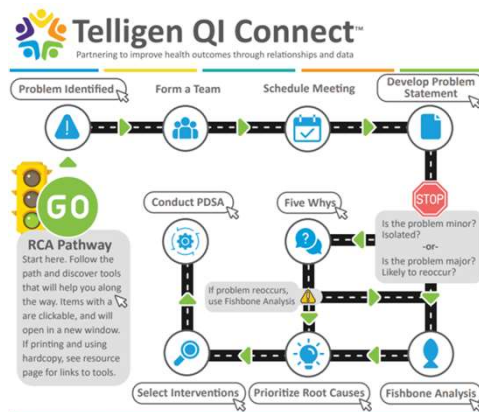 Telligen QI Connect™
Partnering to improve health outcomes through relationships and data
Problem Identified
Form a Team
Schedule Meeting
Develop Problem
Statement
GO
RCA Pathway
Start here. Follow the
path and discover tools
that will help you along
the way. Items with a
are clickable, and will
open in a new window.
If printing and using
hardcopy, see resource
page for links to tools.
Conduct PDSA
Five Whys
STOP
Is the problem minor?
Isolated?
-or-
Is the problem major?
Likely to reoccur?
If problem reoccurs,
use Fishbone Analysis
Select Interventions
Prioritize Root Causes
Fishbone Analysis